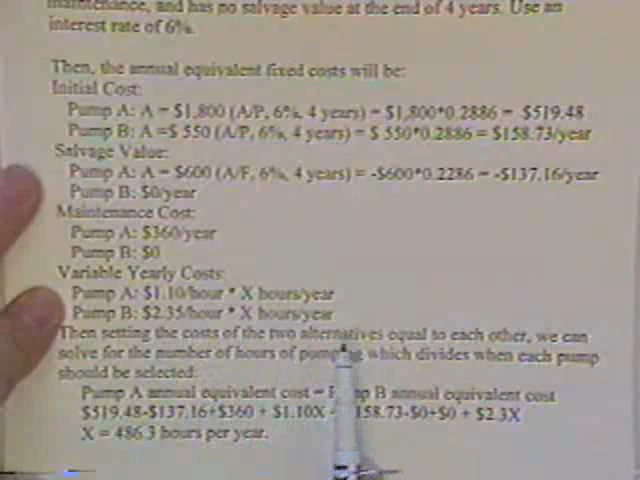 maintenance, and has no salvage value at the end of 4 years. Use an
interest rate of 6%.
Then, the annual equivalent fixed costs will be:
Initial Cost:
Pump A: A = $1,800 (A/P, 6%, 4 years) = $1,800*0.2886 = $519.48
Pump B: A =$ 550 (A/P, 6%, 4 years) = $ 550*0.2886 = $158.73/year
Salvage Value:
Pump A: A = $600 (A/F, 6%, 4 years) = -$600*0.2286 = -$137.16/year
Pump B: $0/year
Maintenance Cost:
Pump A: $360/year
Pump B: $0
Variable Yearly Costs:
Pump A: $1.10/hour * X hours/year
Pump B: $2.35/hour * X hours/year
Then setting the costs of the two alternatives equal to each other, we can
solve for the number of hours of pumping which divides when each pump
should be selected:
Pump A annual equivalent cost = Pump B annual equivalent cost
$519.48-$137.16+$360 + $1.10X = $158.73-$0+$0 + $2.3X
X = 486.3 hours per year.